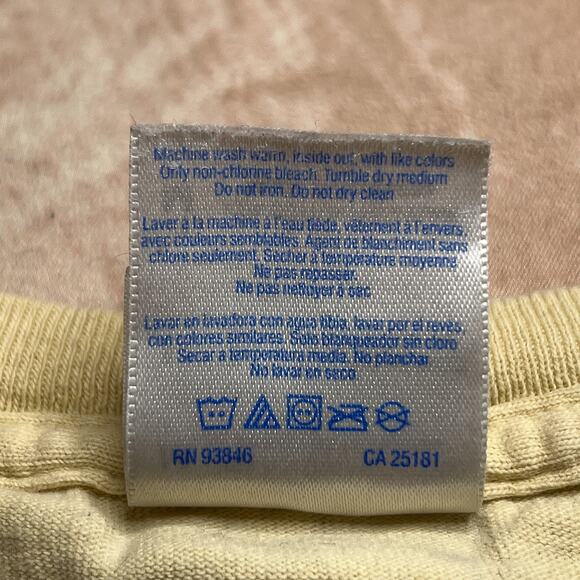 Machine wash warm, inside out, with like colors
Only non-chlorine bleach. Tumble dry medium
Do not iron. Do not dry clean
Laver à la machine à l'eau tiède, vêtement à l'envers,
avec couleurs semblables. Agent de blanchiment sans
chlore seulement. Sécher à température moyenne
Ne pas repasser.
Ne pas nettoyer à sec
Lavar en lavadora con agua tibia, lavar por el revés,
con colores similares. Solo blanqueador sin cloro
Secar a temperatura media. No planchar
No lavar en seco
RN 93846 CA 25181